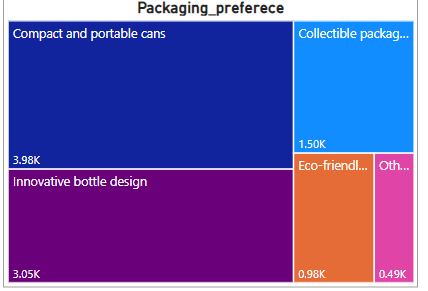 Packaging_preferece
Compact and portable cans
3.98K
Innovative bottle design
3.05K
Collectible packag...
1.50K
Eco-friendl...
0.98K
Oth...
0.49K